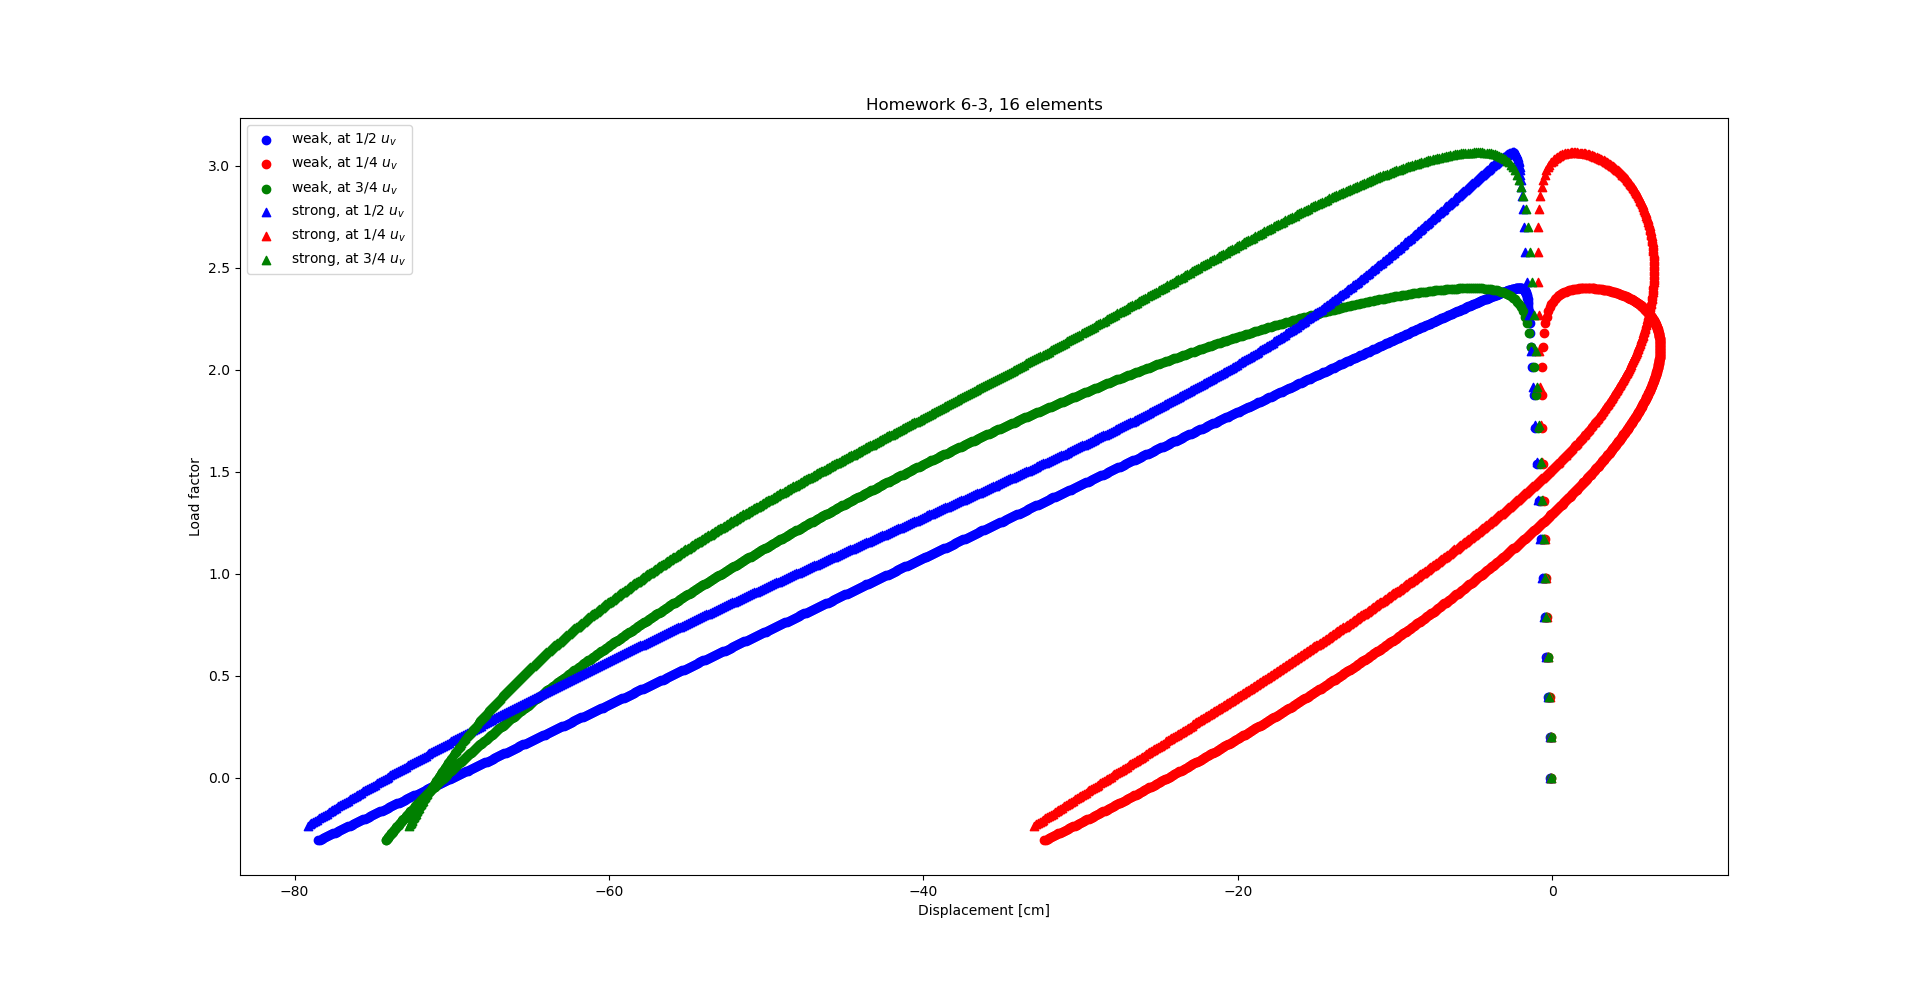 Homework 6-3, 16 elements
weak, at 1/2 u_v
weak, at 1/4 u_v
weak, at 3/4 u_v
strong, at 1/2 u_v
strong, at 1/4 u_v
strong, at 3/4 u_v
3.0
2.5
2.0
1.5
1.0
0.5
0.0
Load factor
−80 −60 −40 −20 0
Displacement [cm]